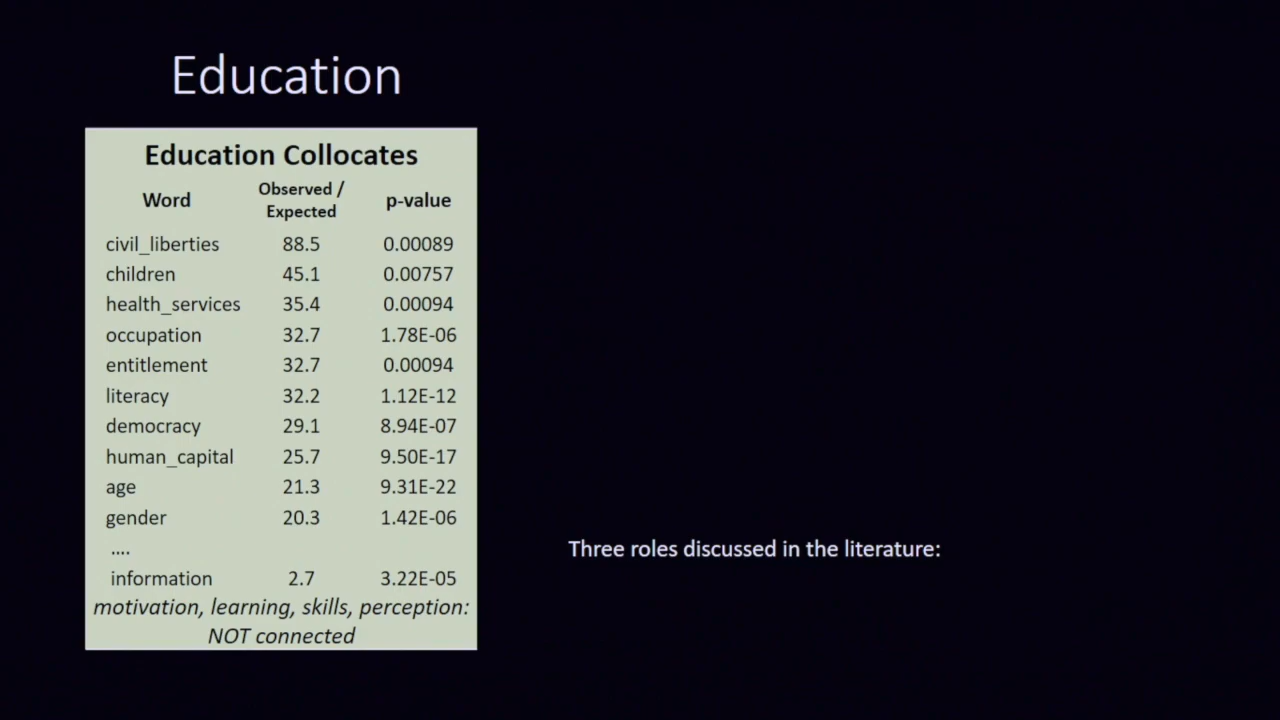 Education
Education Collocates
Word Observed / Expected p-value
civil_liberties 88.5 0.00089
children 45.1 0.00757
health_services 35.4 0.00094
occupation 32.7 1.78E-06
entitlement 32.7 0.00094
literacy 32.2 1.12E-12
democracy 29.1 8.94E-07
human_capital 25.7 9.50E-17
age 21.3 9.31E-22
gender 20.3 1.42E-06
....
information 2.7 3.22E-05
motivation, learning, skills, perception:
NOT connected
Three roles discussed in the literature: